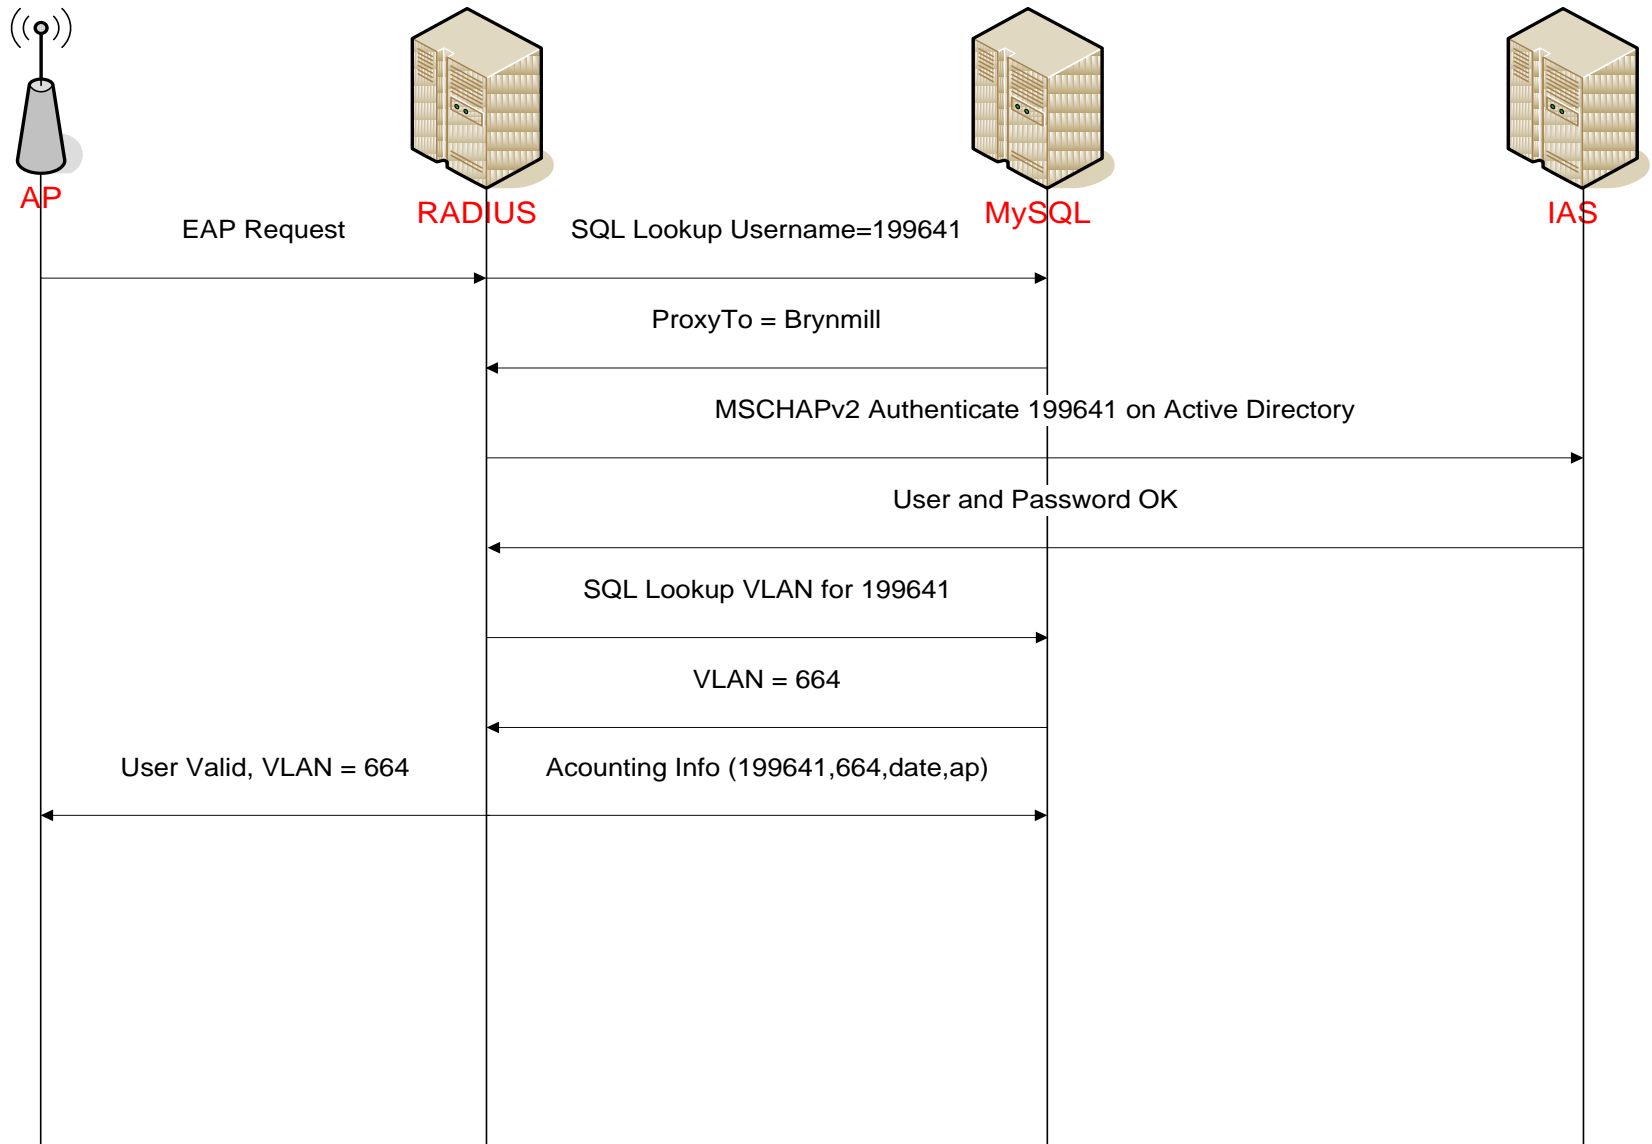 AP
RADIUS
MySQL
IAS
EAP Request
SQL Lookup Username=199641
ProxyTo = Brynmill
MSCHAPv2 Authenticate 199641 on Active Directory
User and Password OK
SQL Lookup VLAN for 199641
VLAN = 664
User Valid, VLAN = 664
Acounting Info (199641,664,date,ap)